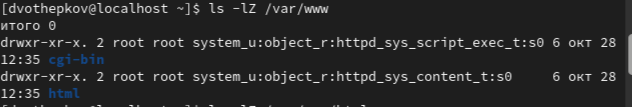 [dvothepkov@localhost ~]$ ls -lZ /var/www
итого 0
drwxr-xr-x. 2 root root system_u:object_r:httpd_sys_script_exec_t:s0 6 окт 28
12:35 cgi-bin
drwxr-xr-x. 2 root root system_u:object_r:httpd_sys_content_t:s0     6 окт 28
12:35 html